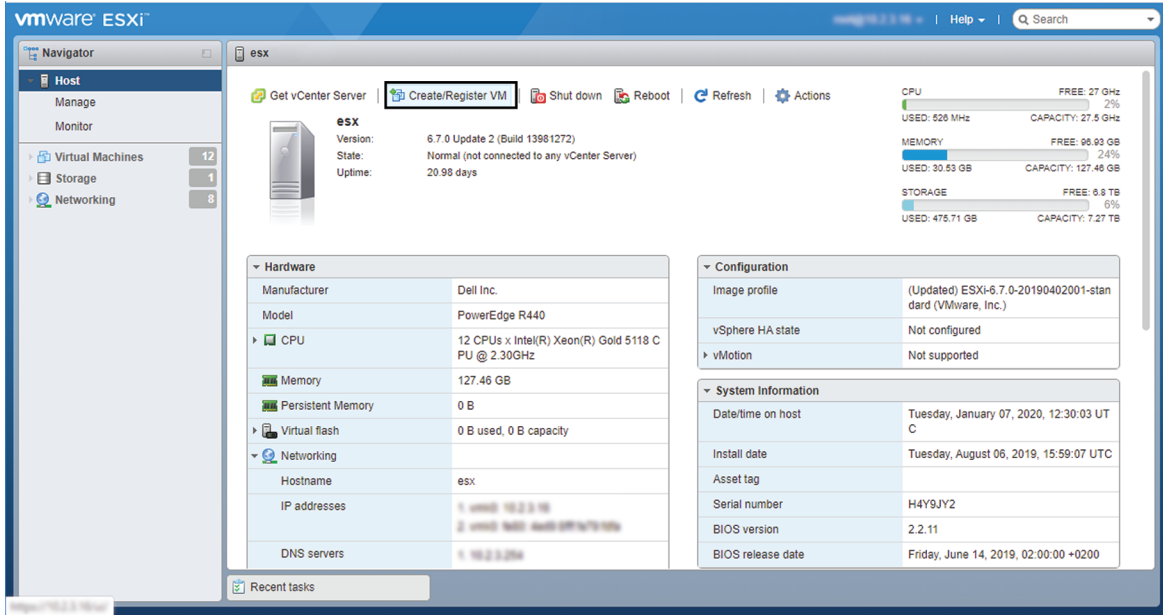 vmware ESXi™
Help
Search
Navigator
Host
Manage
Monitor
Virtual Machines 12
Storage 1
Networking 8
esx
Get vCenter Server
Create/Register VM
Shut down
Reboot
Refresh
Actions
esx
Version: 6.7.0 Update 2 (Build 13981272)
State: Normal (not connected to any vCenter Server)
Uptime: 20.98 days
CPU FREE: 27 GHz
2%
USED: 526 MHz CAPACITY: 27.5 GHz
MEMORY FREE: 96.93 GB
24%
USED: 30.53 GB CAPACITY: 127.46 GB
STORAGE FREE: 6.8 TB
6%
USED: 475.71 GB CAPACITY: 7.27 TB
Hardware
Manufacturer Dell Inc.
Model PowerEdge R440
CPU 12 CPUs x Intel(R) Xeon(R) Gold 5118 C
PU @ 2.30GHz
Memory 127.46 GB
Persistent Memory 0 B
Virtual flash 0 B used, 0 B capacity
Networking
Hostname esx
IP addresses
DNS servers
Configuration
Image profile (Updated) ESXi-6.7.0-20190402001-stan
dard (VMware, Inc.)
vSphere HA state Not configured
vMotion Not supported
System Information
Date/time on host Tuesday, January 07, 2020, 12:30:03 UT
C
Install date Tuesday, August 06, 2019, 15:59:07 UTC
Asset tag
Serial number H4Y9JY2
BIOS version 2.2.11
BIOS release date Friday, June 14, 2019, 02:00:00 +0200
Recent tasks